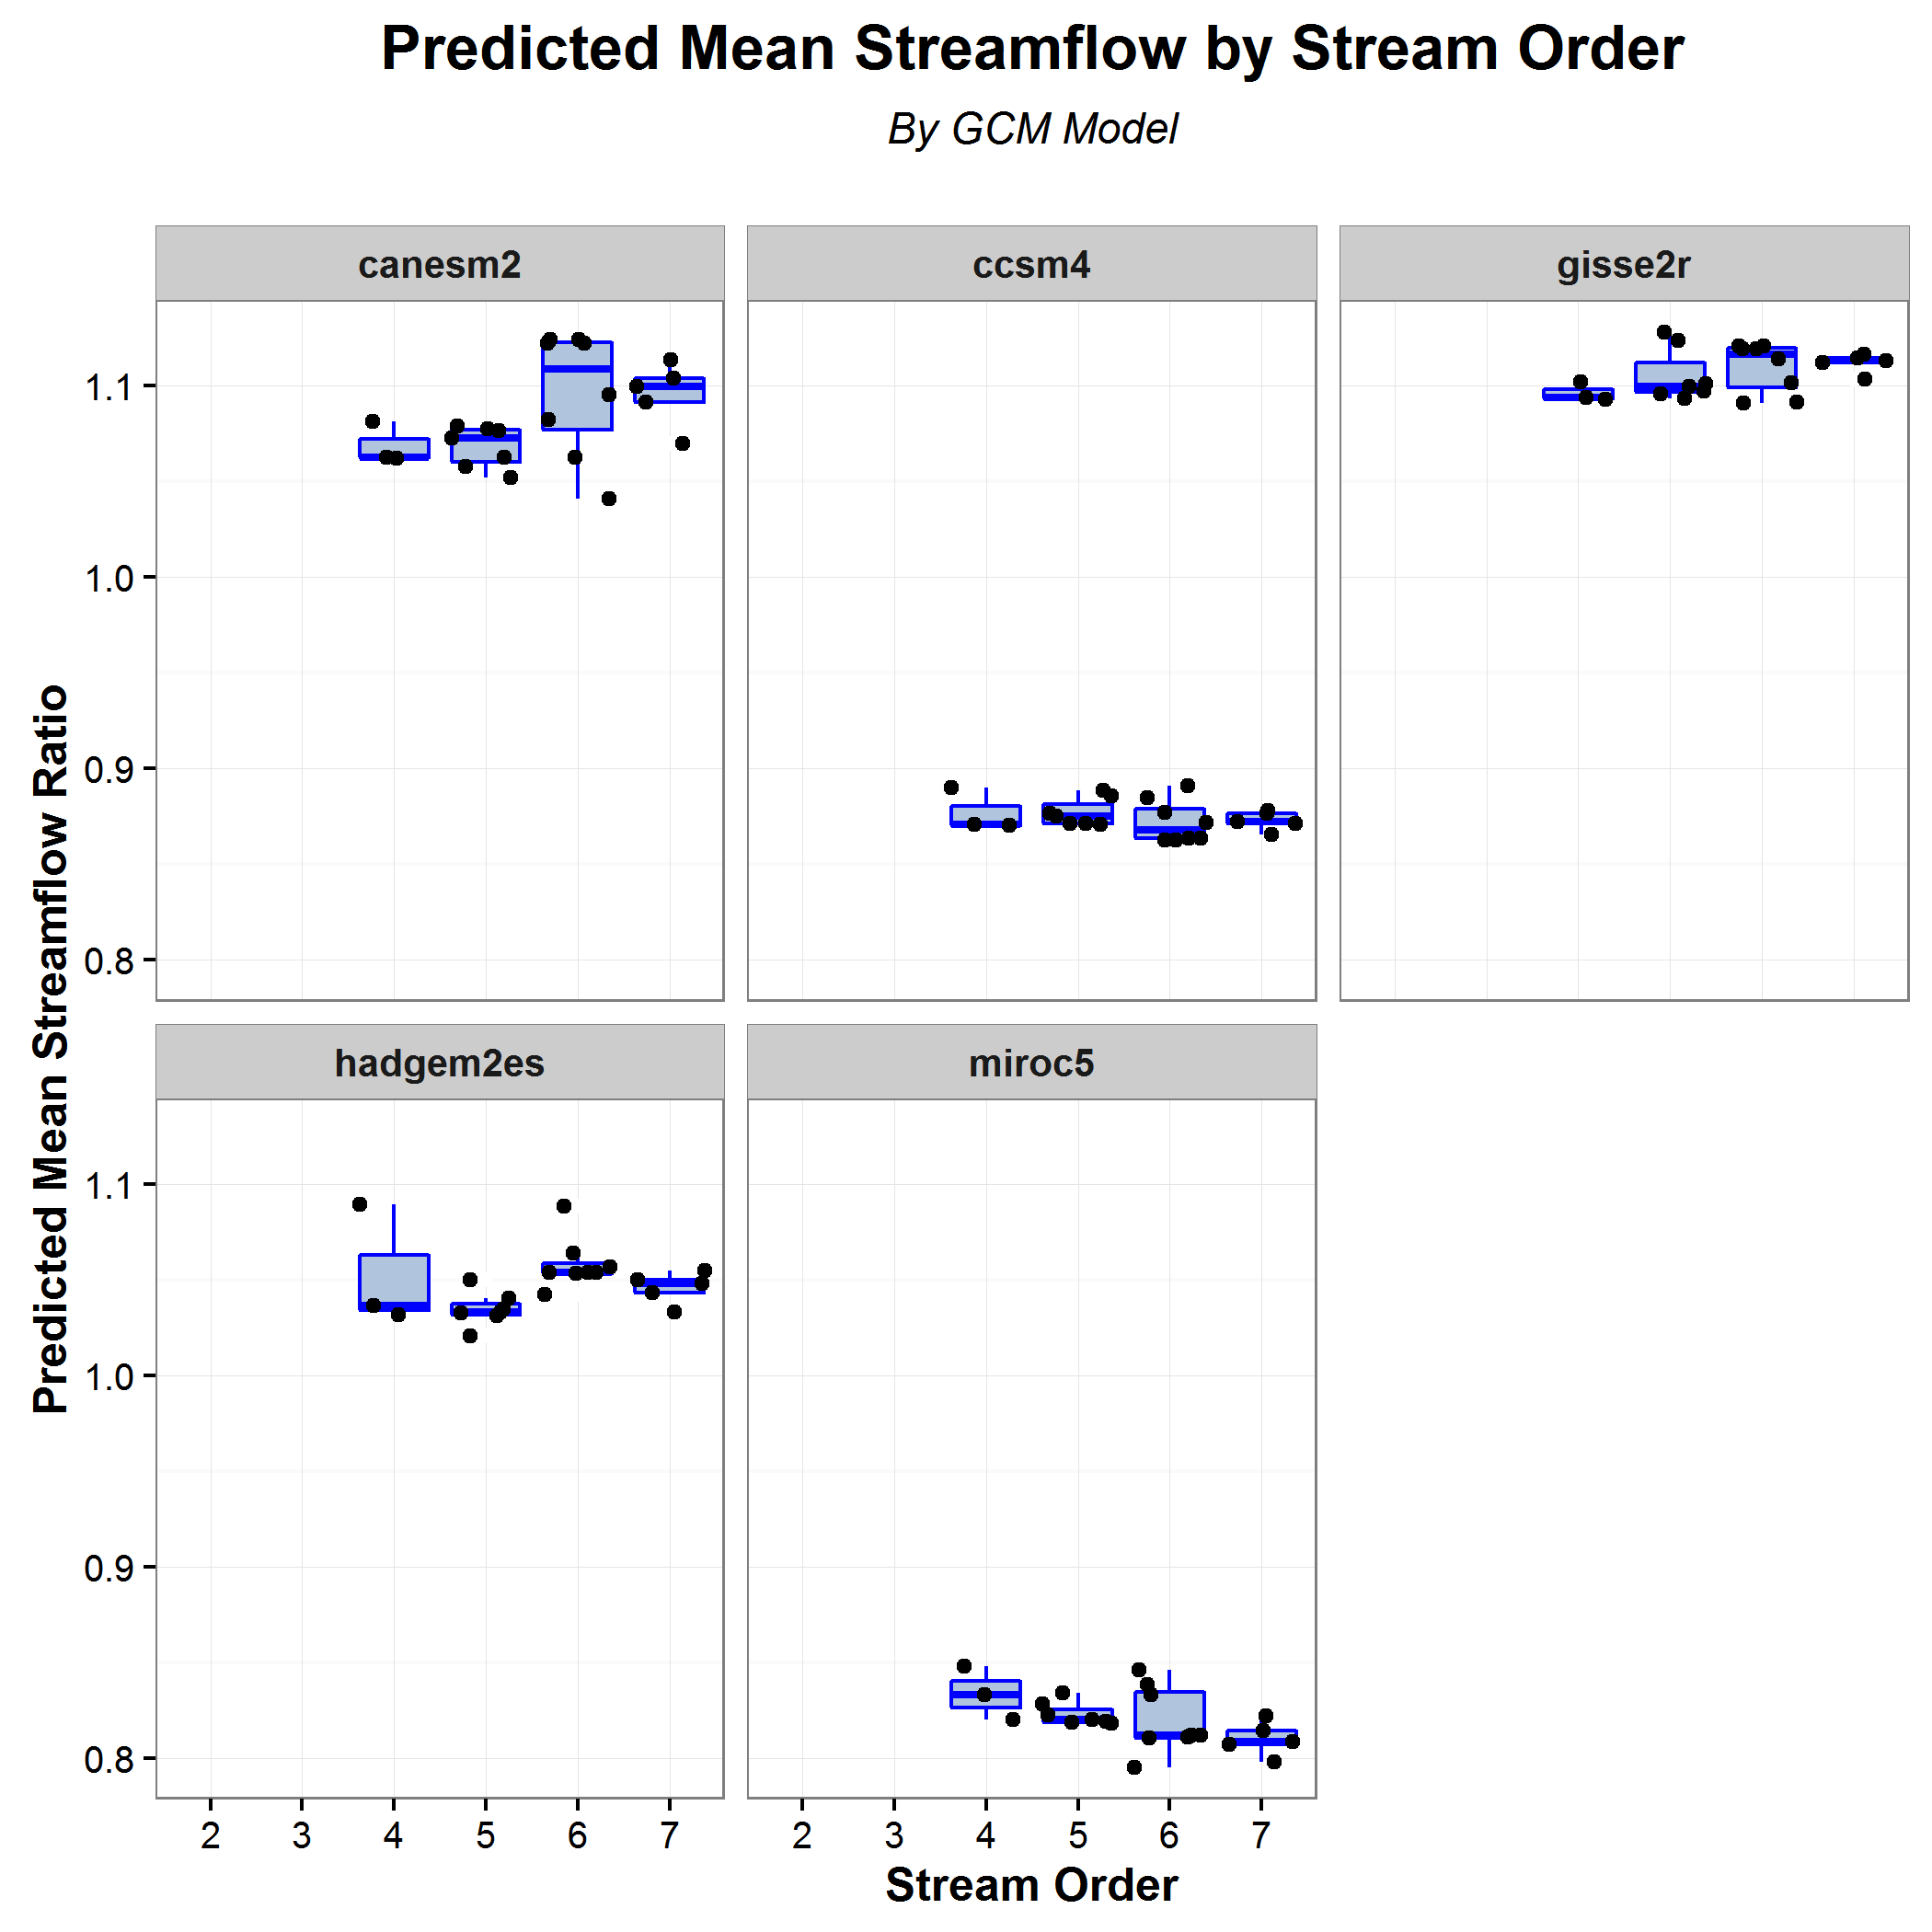 Predicted Mean Streamflow by Stream Order
By GCM Model
canesm2
ccsm4
gisse2r
1.1
1.0
0.9
0.8
Predicted Mean Streamflow Ratio
hadgem2es
miroc5
1.1
1.0
0.9
0.8
2 3 4 5 6 7
2 3 4 5 6 7
Stream Order